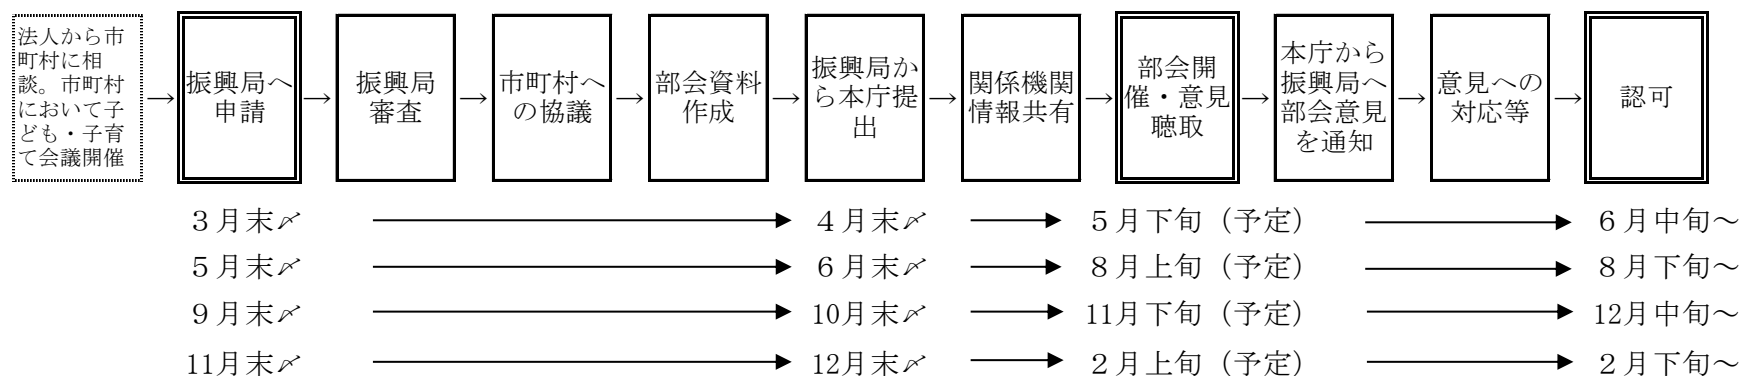 法人から市
町村に相
談。市町村
において子
ども・子育
て会議開催
→
振興局へ
申請
→
振興局
審査
→
市町村へ
の協議
→
部会資料
作成
→
振興局か
ら本庁提
出
→
関係機関
情報共有
→
部会開
催・意見
聴取
→
本庁から
振興局へ
部会意見
を通知
→
意見への
対応等
→
認可
３月末〆 ４月末〆 ５月下旬（予定） ６月中旬～
５月末〆 ６月末〆 ８月上旬（予定） ８月下旬～
９月末〆 10月末〆 11月下旬（予定） 12月中旬～
11月末〆 12月末〆 ２月上旬（予定） ２月下旬～